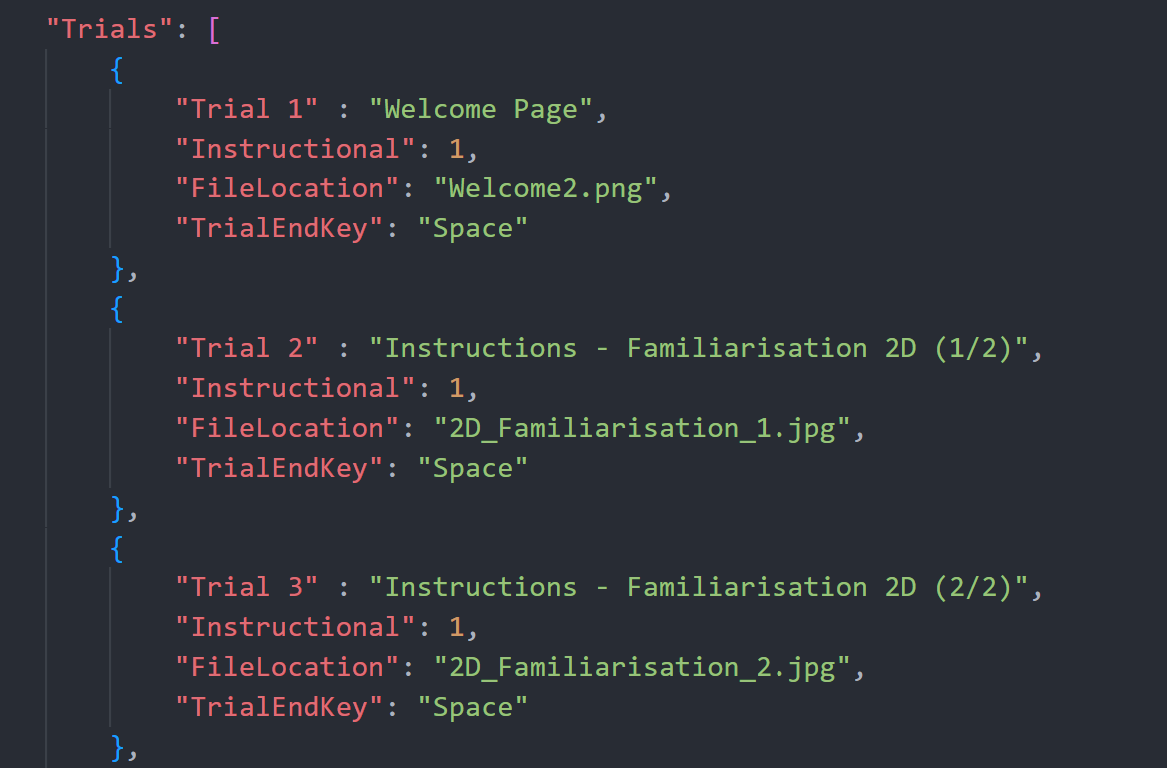 "Trials": [
{
"Trial 1" : "Welcome Page",
"Instructional": 1,
"FileLocation": "Welcome2.png",
"TrialEndKey": "Space"
},
{
"Trial 2" : "Instructions - Familiarisation 2D (1/2)",
"Instructional": 1,
"FileLocation": "2D_Familiarisation_1.jpg",
"TrialEndKey": "Space"
},
{
"Trial 3" : "Instructions - Familiarisation 2D (2/2)",
"Instructional": 1,
"FileLocation": "2D_Familiarisation_2.jpg",
"TrialEndKey": "Space"
},